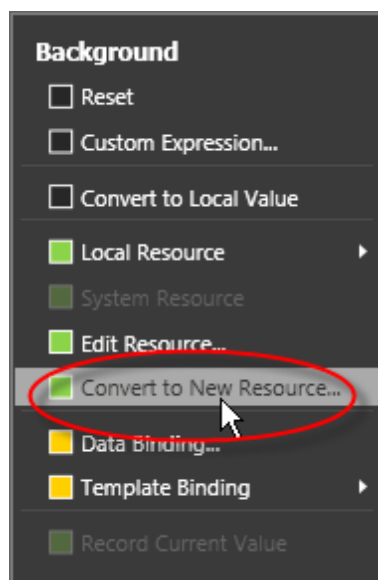 Background
Reset
Custom Expression...
Convert to Local Value
Local Resource
System Resource
Edit Resource...
Convert to New Resource...
Data Binding...
Template Binding
Record Current Value